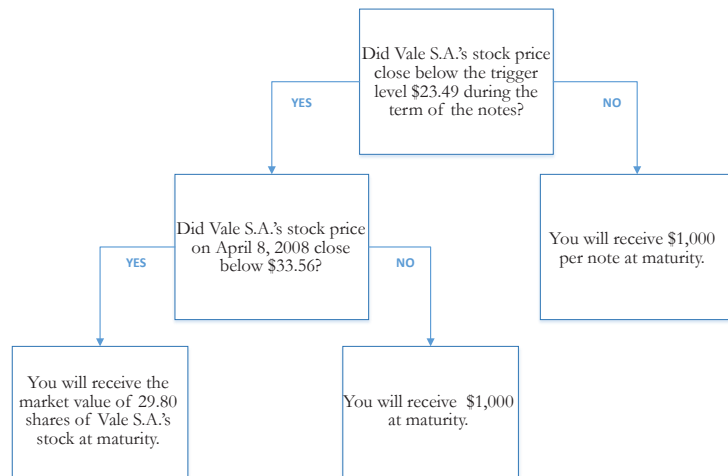 Did Vale S.A.'s stock price
close below the trigger
level $23.49 during the
term of the notes?
YES
NO
Did Vale S.A.'s stock price
on April 8, 2008 close
below $33.56?
You will receive $1,000
per note at maturity.
YES
NO
You will receive the
market value of 29.80
shares of Vale S.A.'s
stock at maturity.
You will receive $1,000
at maturity.